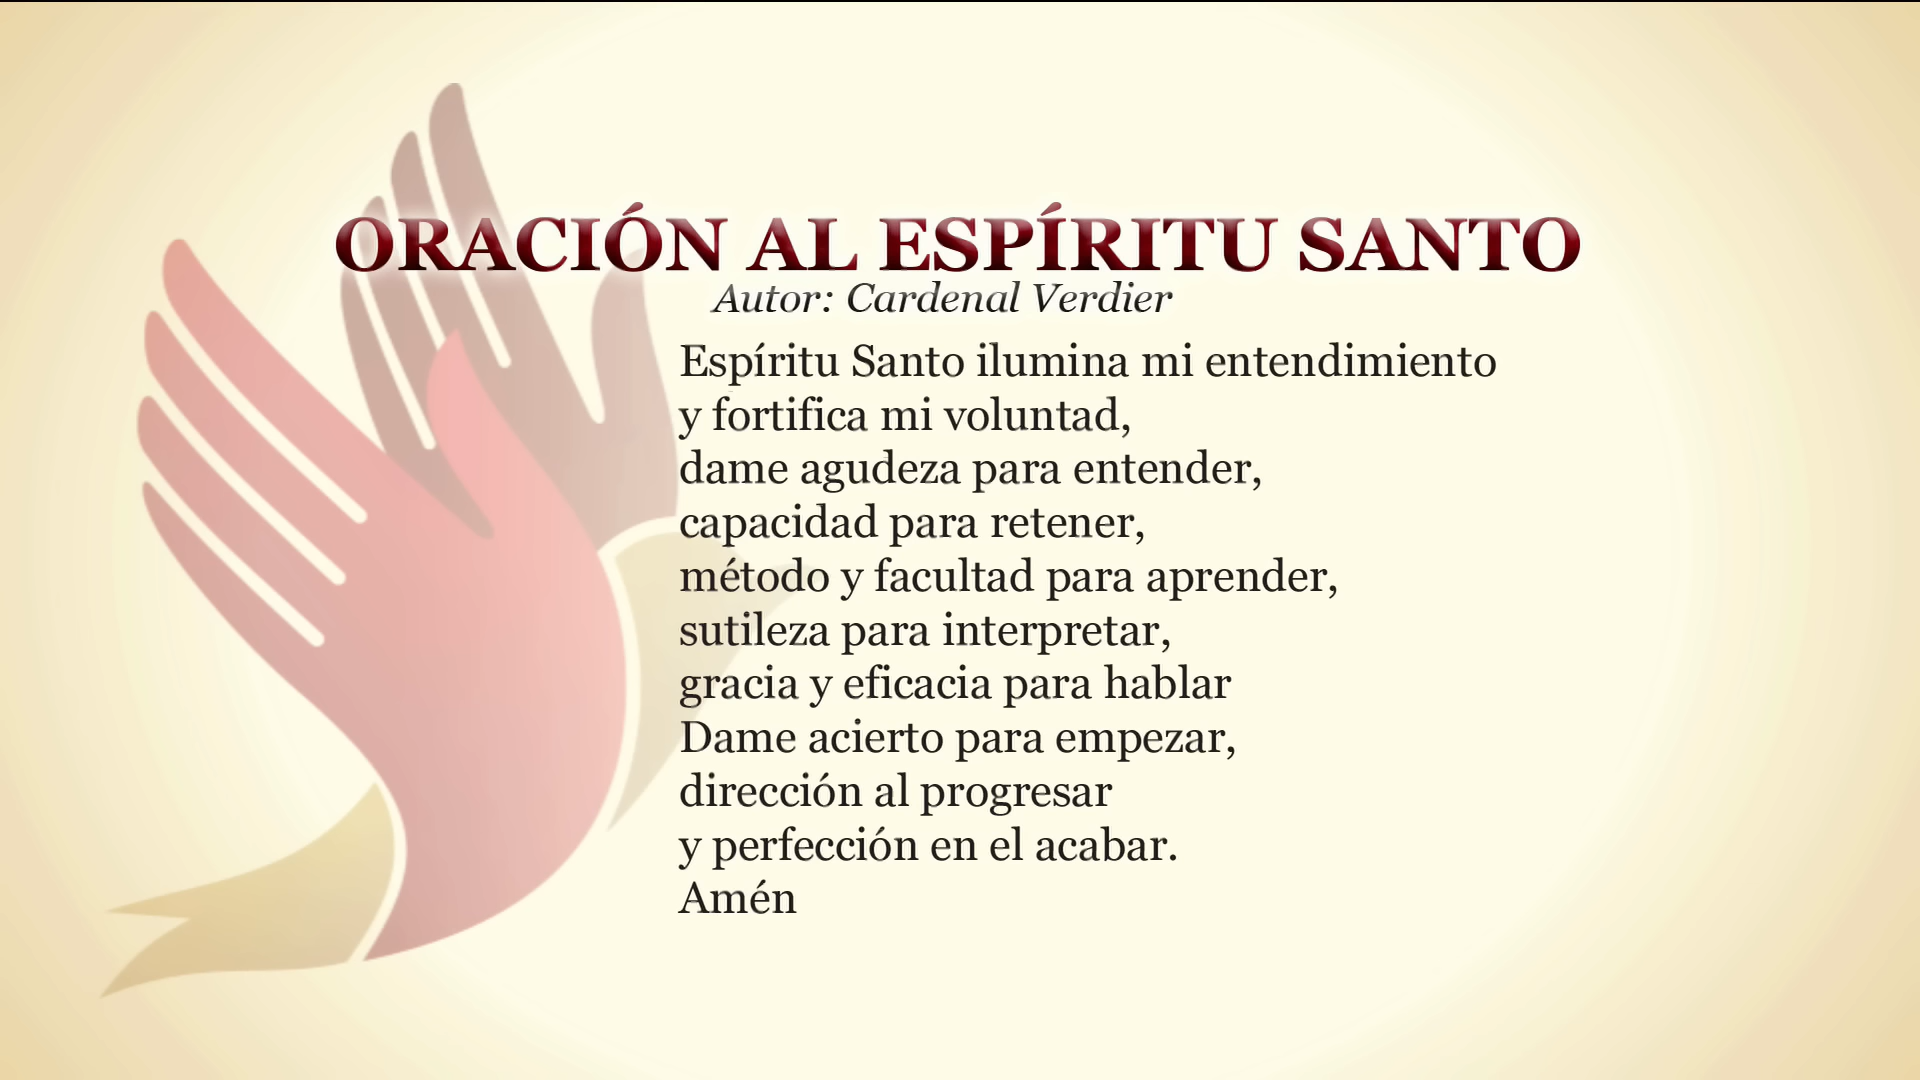 ORACIÓN AL ESPÍRITU SANTO
Autor: Cardenal Verdier
Espíritu Santo ilumina mi entendimiento
y fortifica mi voluntad,
dame agudeza para entender,
capacidad para retener,
método y facultad para aprender,
sutileza para interpretar,
gracia y eficacia para hablar
Dame acierto para empezar,
dirección al progresar
y perfección en el acabar.
Amén